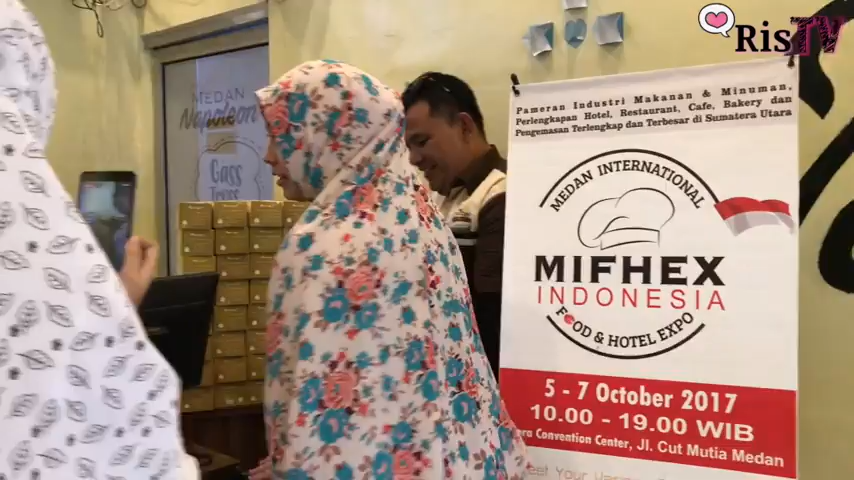 RisTV
MEDAN
Napoleon
Gass
Pameran Industri Makanan & Minuman,
Perlengkapan Hotel, Restaurant, Cafe, Bakery dan
Pengemasan Terlengkap dan Terbesar di Sumatera Utara
MEDAN INTERNATIONAL
MIFHEX
INDONESIA
FOOD & HOTEL EXPO
5 - 7 October 2017
10.00 - 19.00 WIB
Convention Center, Jl. Cut Mutia Medan
Your